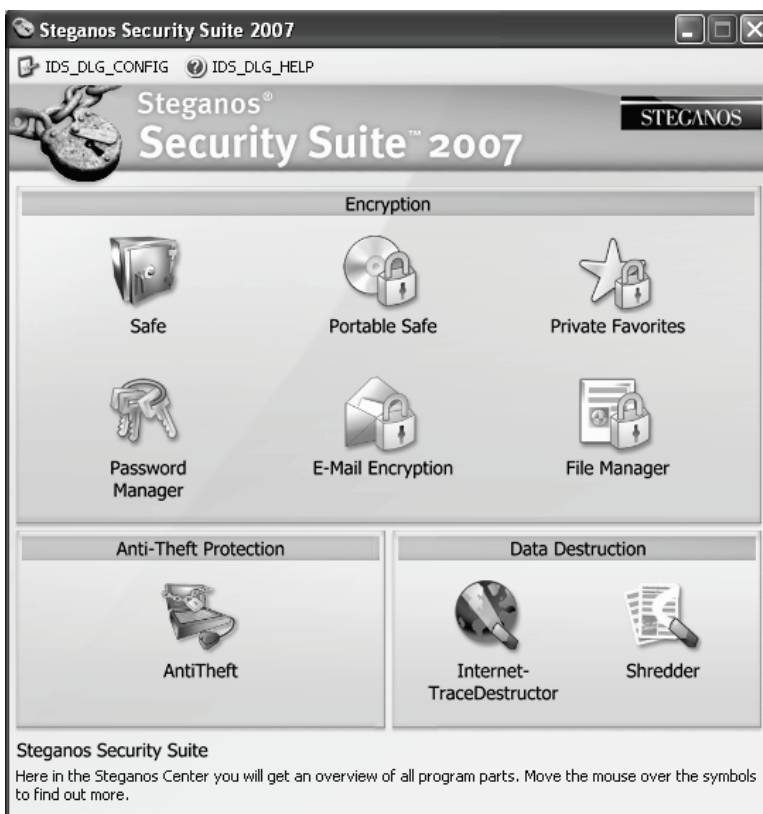 Steganos Security Suite 2007
IDS_DLG_CONFIG IDS_DLG_HELP
Steganos®
Security Suite™ 2007
STEGANOS
Encryption
Safe
Portable Safe
Private Favorites
Password
Manager
E-Mail Encryption
File Manager
Anti-Theft Protection
AntiTheft
Data Destruction
Internet-
TraceDestructor
Shredder
Steganos Security Suite
Here in the Steganos Center you will get an overview of all program parts. Move the mouse over the symbols
to find out more.